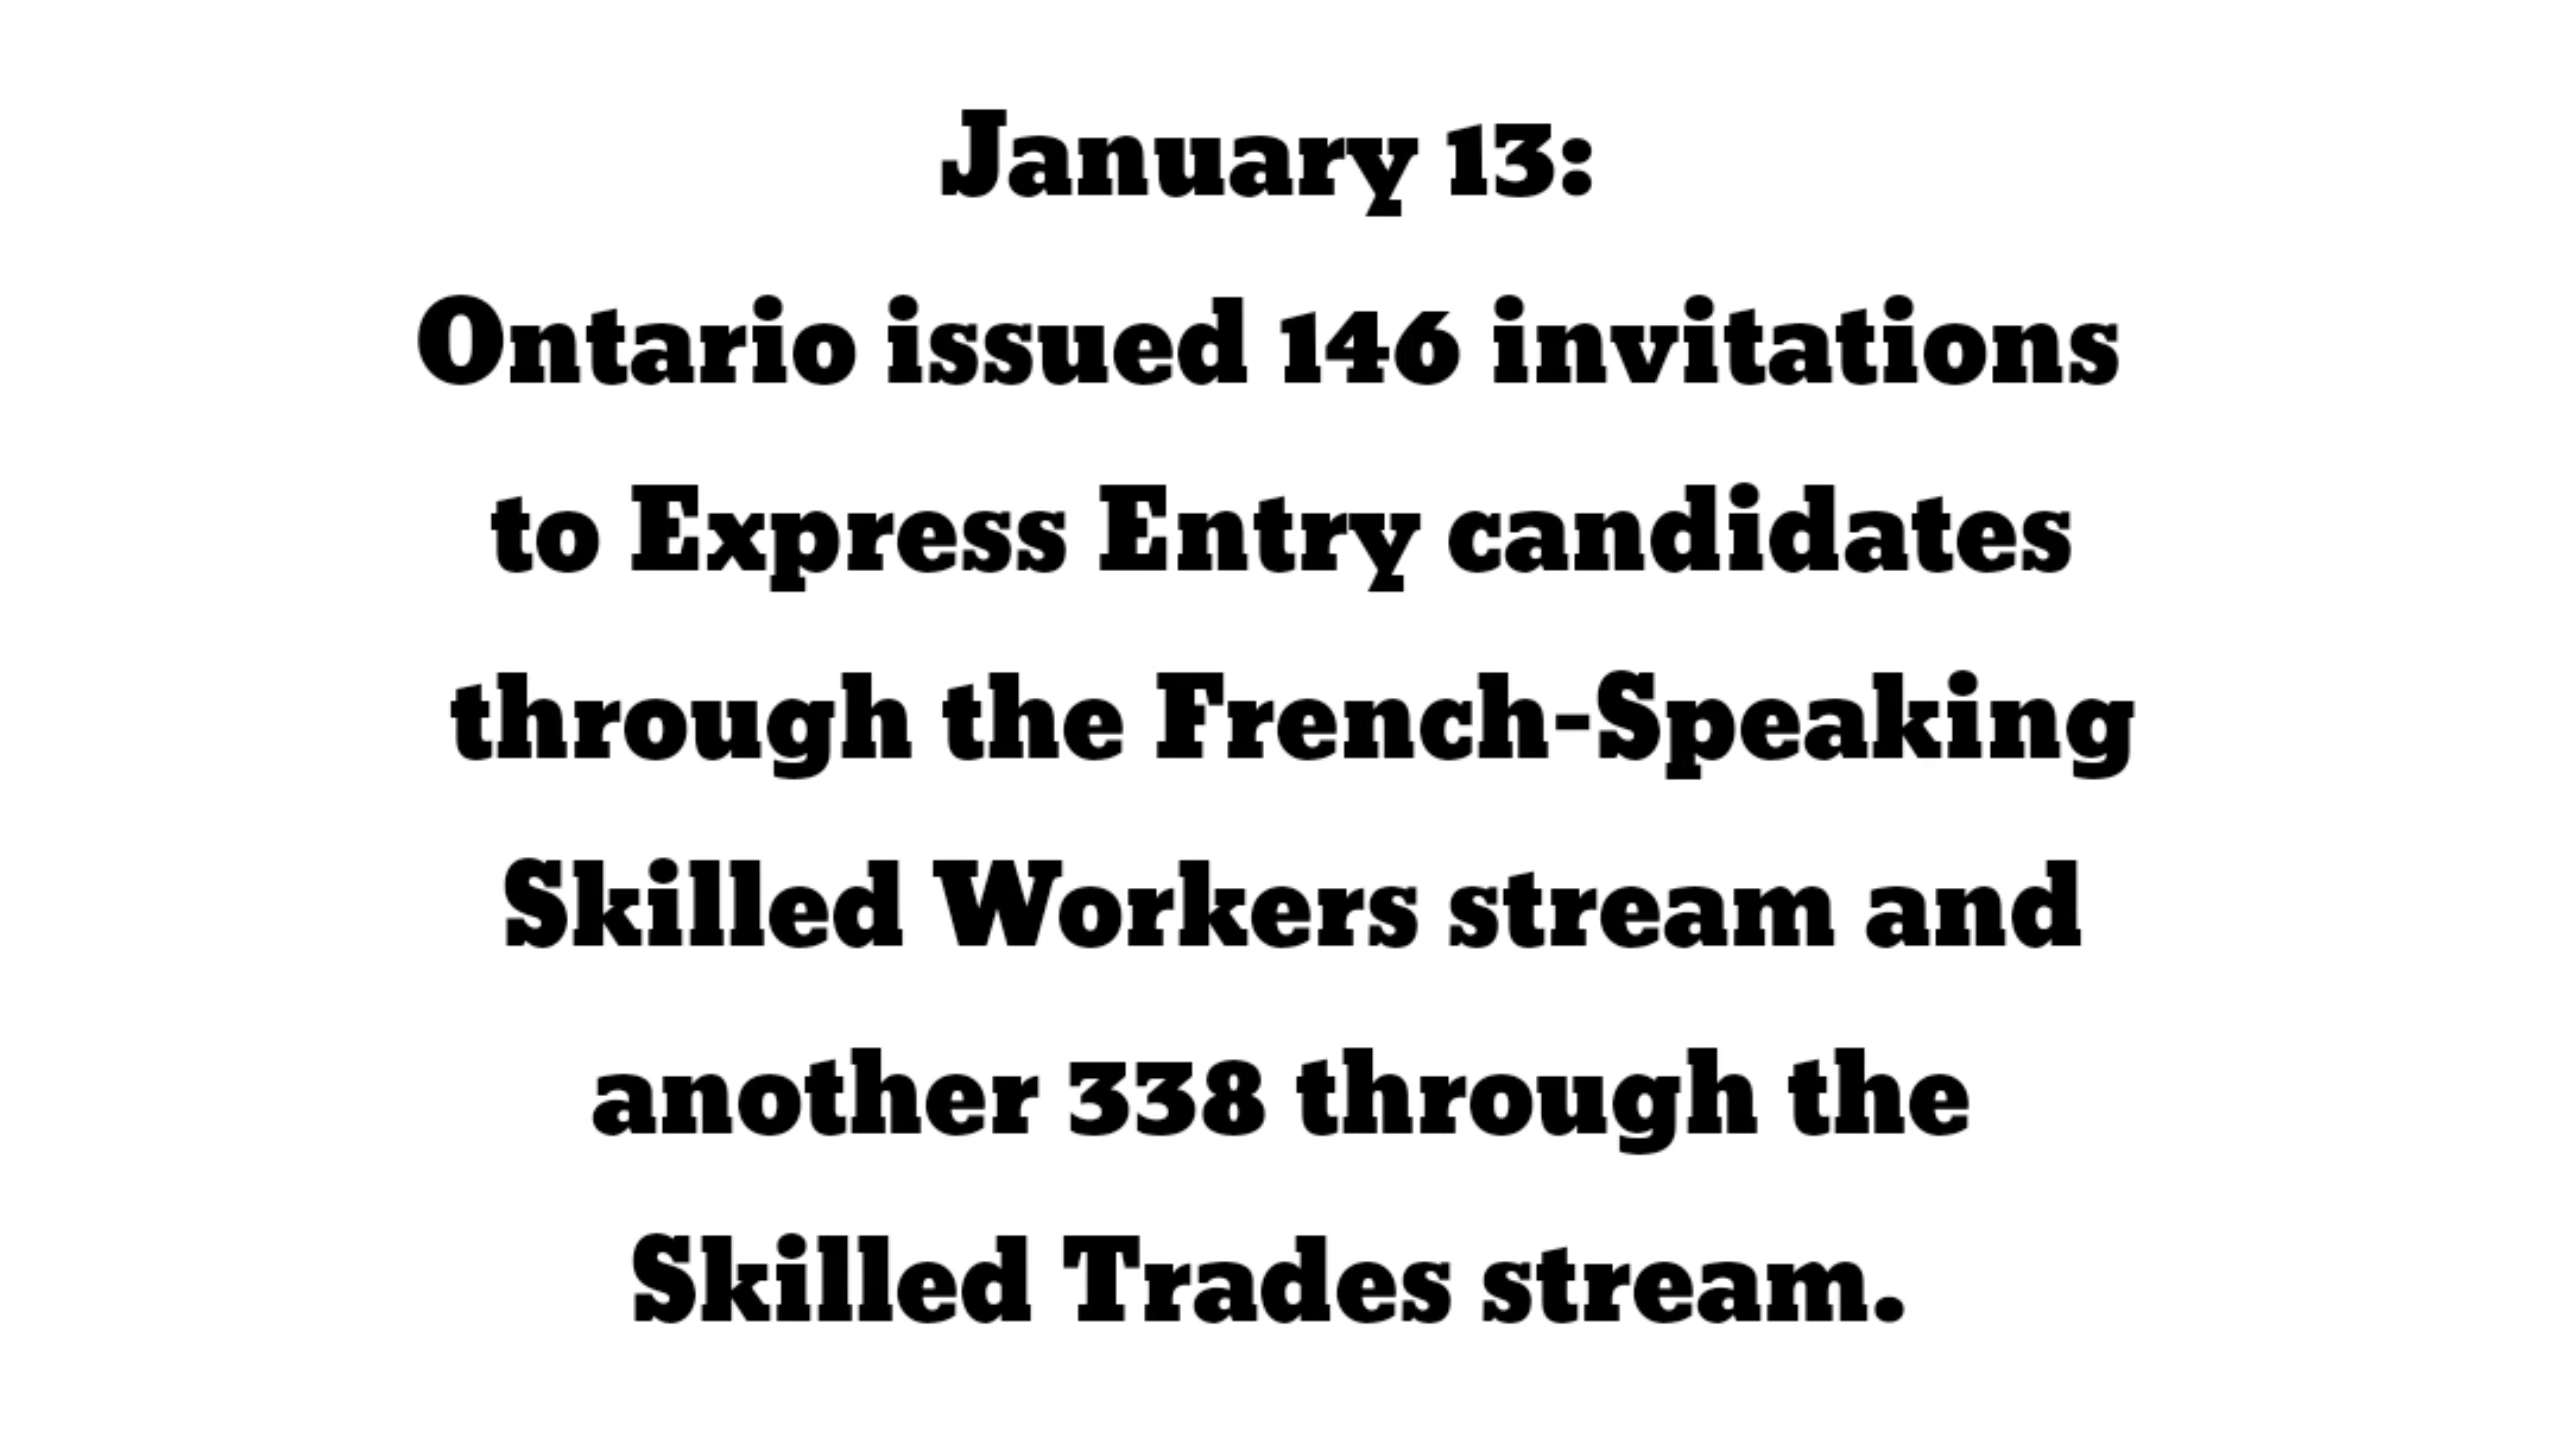 January 13:
Ontario issued 146 invitations
to Express Entry candidates
through the French-Speaking
Skilled Workers stream and
another 338 through the
Skilled Trades stream.